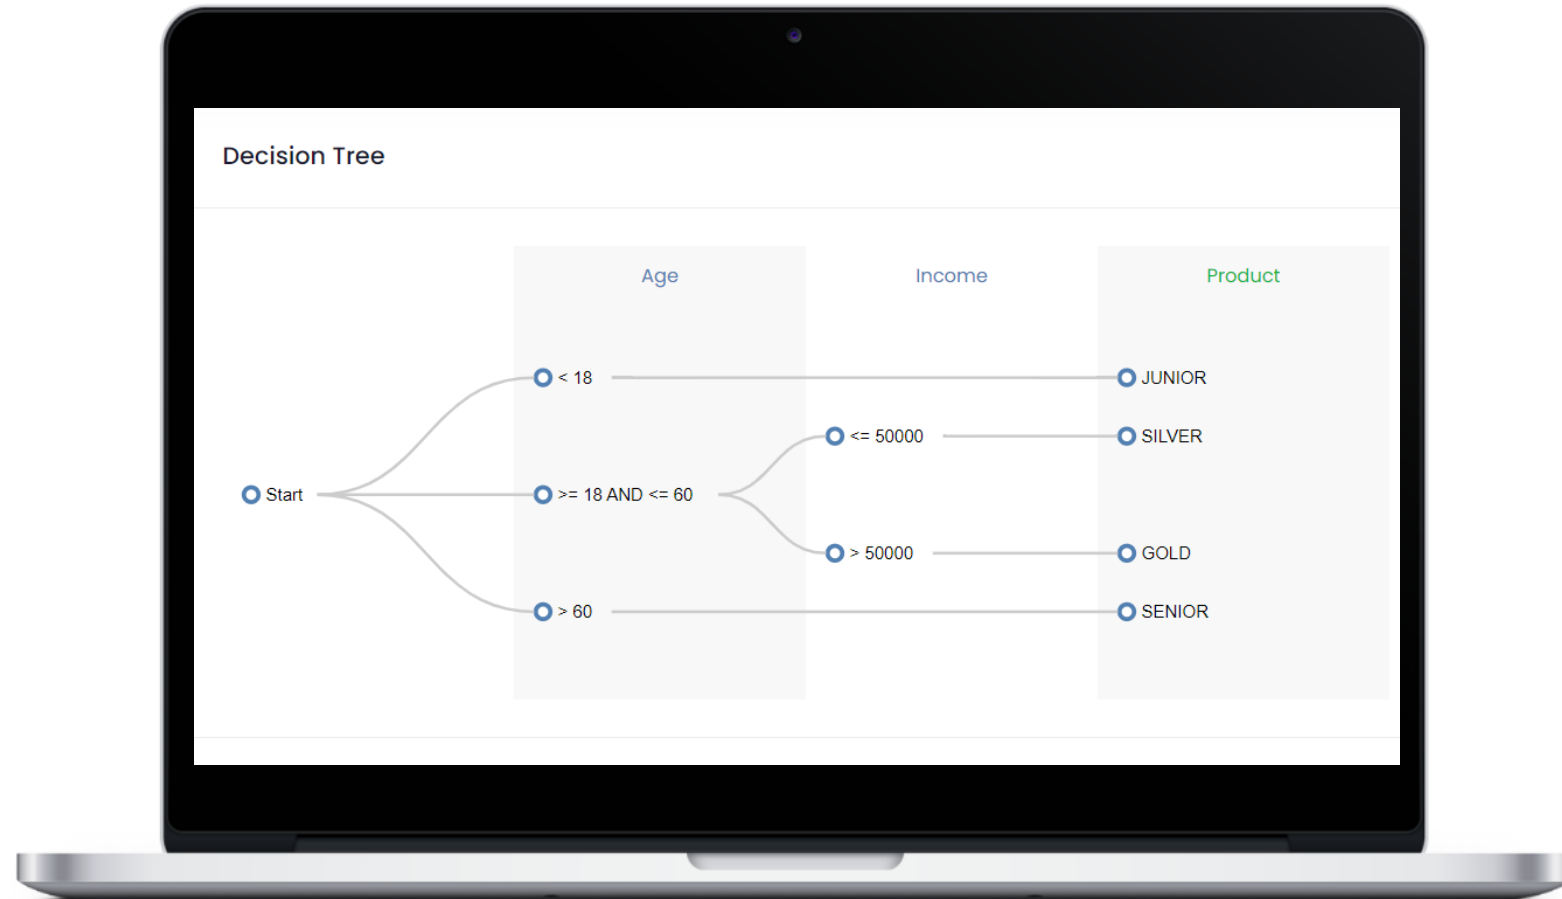 Decision Tree
Age Income Product
< 18 JUNIOR
<= 50000 SILVER
Start >= 18 AND <= 60
> 50000 GOLD
> 60 SENIOR